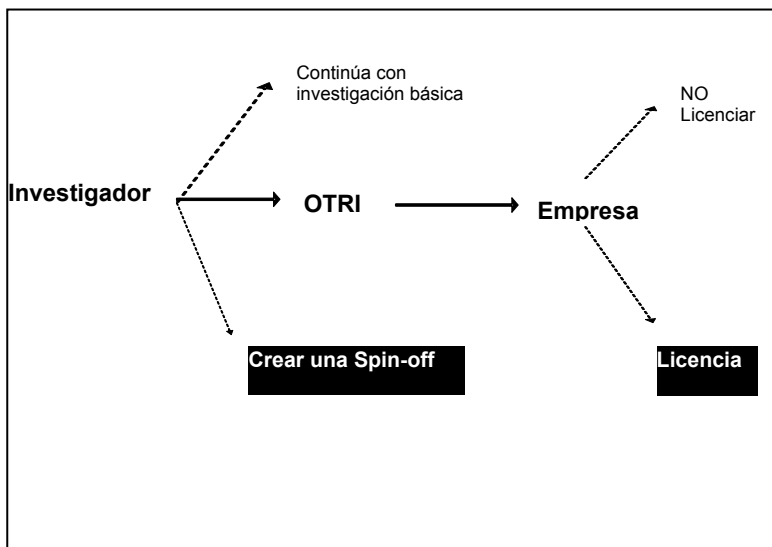 Continúa con
investigación básica
NO
Licenciar
Investigador
OTRI
Empresa
Crear una Spin-off
Licencia